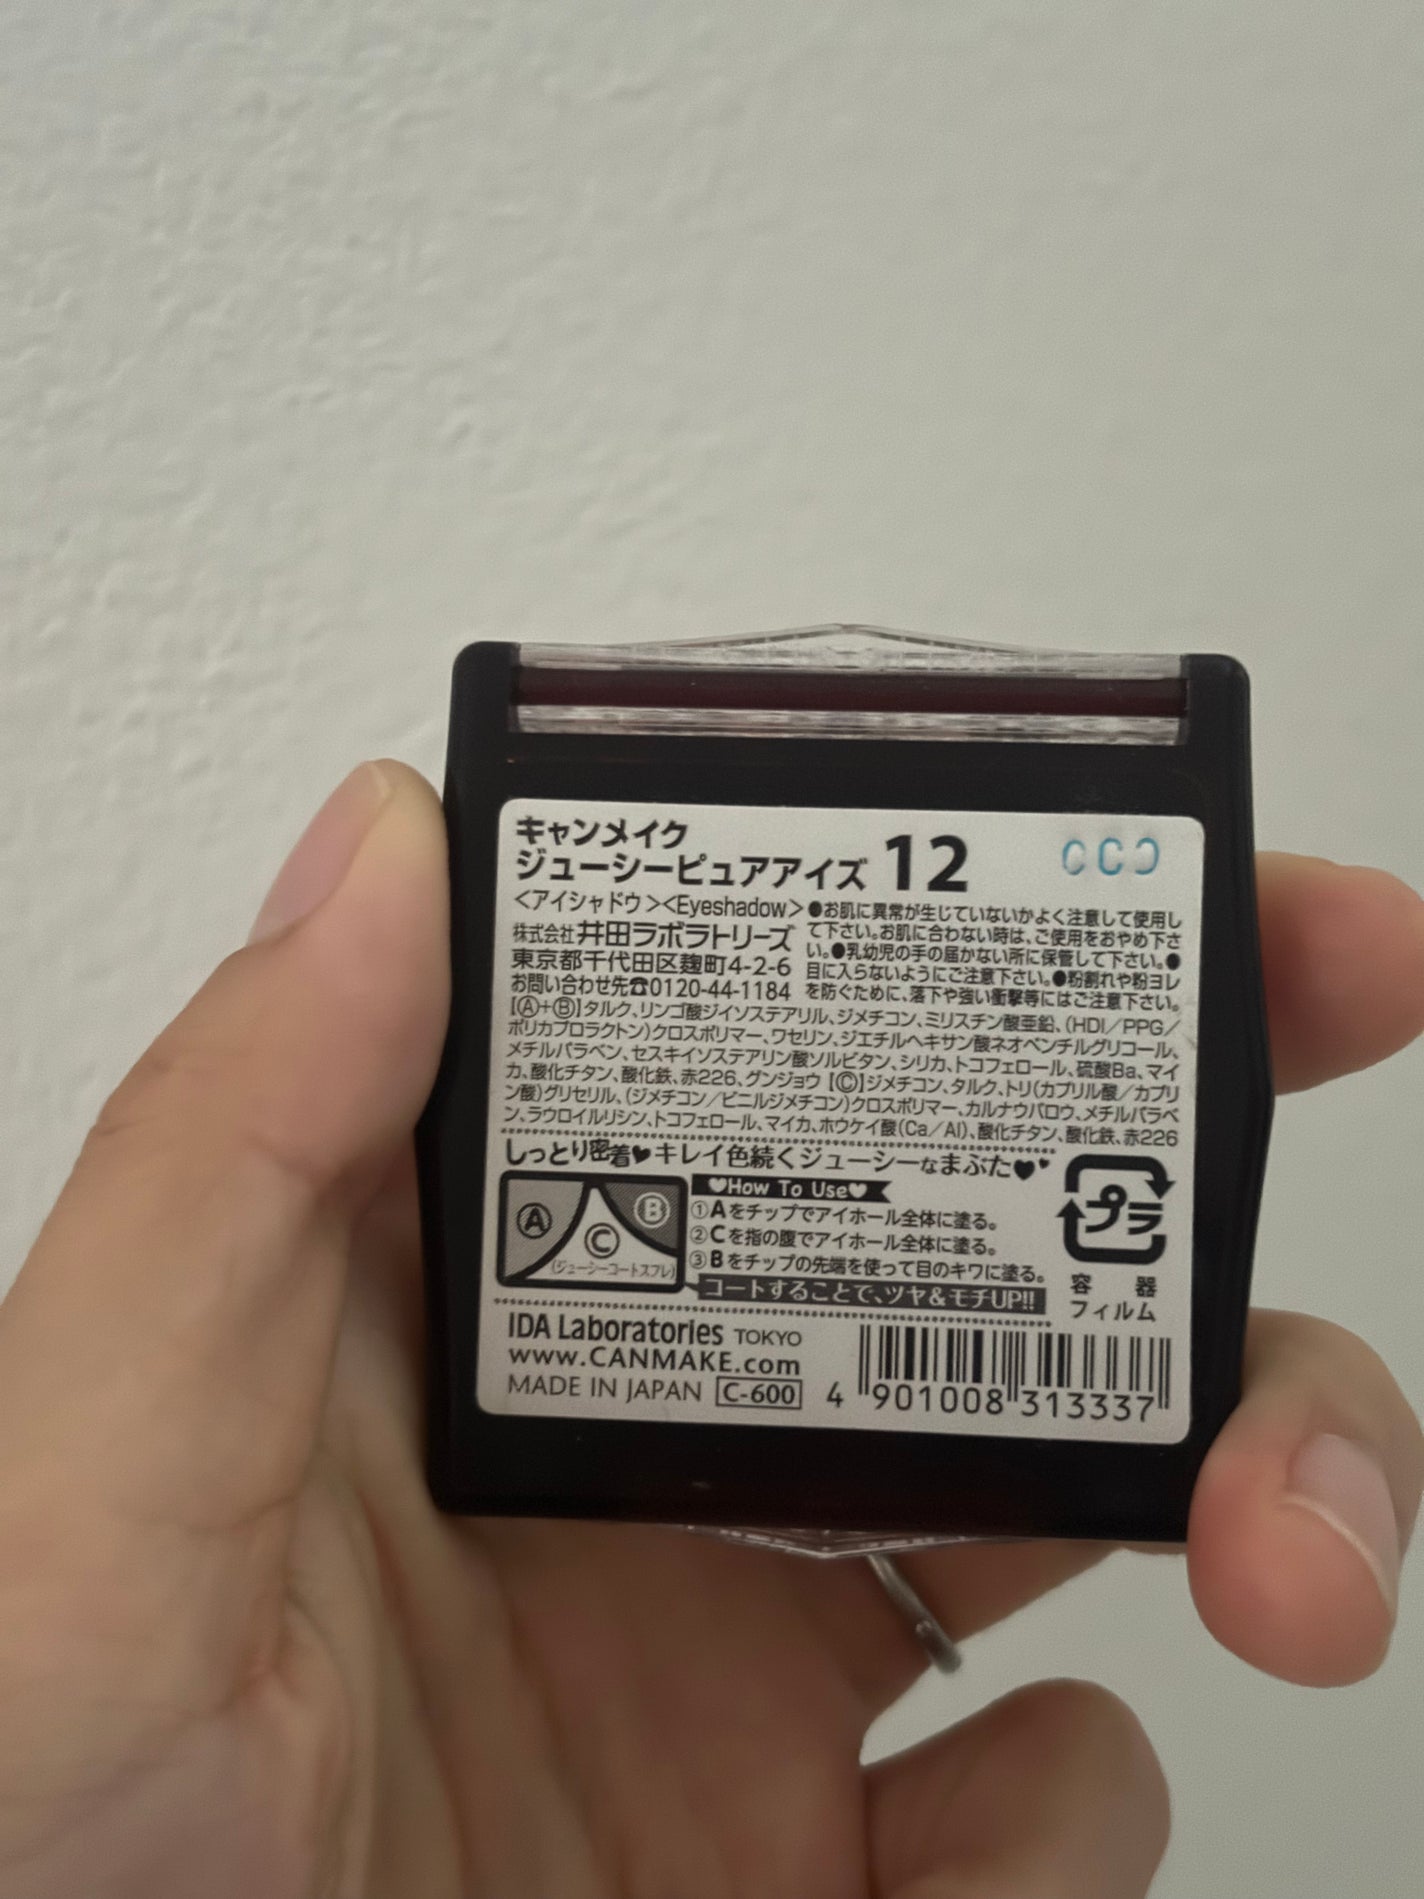 キャンメイク
ジューシーピュアアイズ 12
＜アイシャドウ＞＜Eyeshadow＞
株式会社 井田ラボラトリーズ
東京都千代田区麹町4-2-6
お問い合わせ先☎0120-44-1184
●お肌に異常が生じていないかよく注意して使用し
て下さい。お肌に合わない時は、ご使用をおやめ下さ
い。●乳幼児の手の届かない所に保管して下さい。●
目に入らないようにご注意下さい。●粉割れや粉ヨレ
を防ぐために、落下や強い衝撃等にはご注意下さい。
【Ⓐ+Ⓑ】タルク、リンゴ酸ジイソステアリル、ジメチコン、ミリスチン酸亜鉛、(HDI／PPG／
ポリカプロラクトン)クロスポリマー、ワセリン、ジエチルヘキサン酸ネオペンチルグリコール、
メチルパラベン、セスキイソステアリン酸ソルビタン、シリカ、トコフェロール、硫酸Ba、マイ
カ、酸化チタン、酸化鉄、赤226、グンジョウ【Ⓒ】ジメチコン、タルク、トリ(カプリル酸／カプリ
ン酸)グリセリル、(ジメチコン／ビニルジメチコン)クロスポリマー、カルナウバロウ、メチルパラベ
ン、ラウロイルリシン、トコフェロール、マイカ、ホウケイ酸(Ca／Al)、酸化チタン、酸化鉄、赤226
しっとり密着♥キレイ色続くジューシーなまぶた♥♥
Ⓐ
Ⓑ
Ⓒ
(ジューシーコートスフレ)
♥How To Use♥
①Aをチップでアイホール全体に塗る。
②Cを指の腹でアイホール全体に塗る。
③Bをチップの先端を使って目のキワに塗る。
コートすることで、ツヤ&モチUP!!
プラ
容 器
フィルム
IDA Laboratories TOKYO
www.CANMAKE.com
MADE IN JAPAN C-600
4 901008 313337